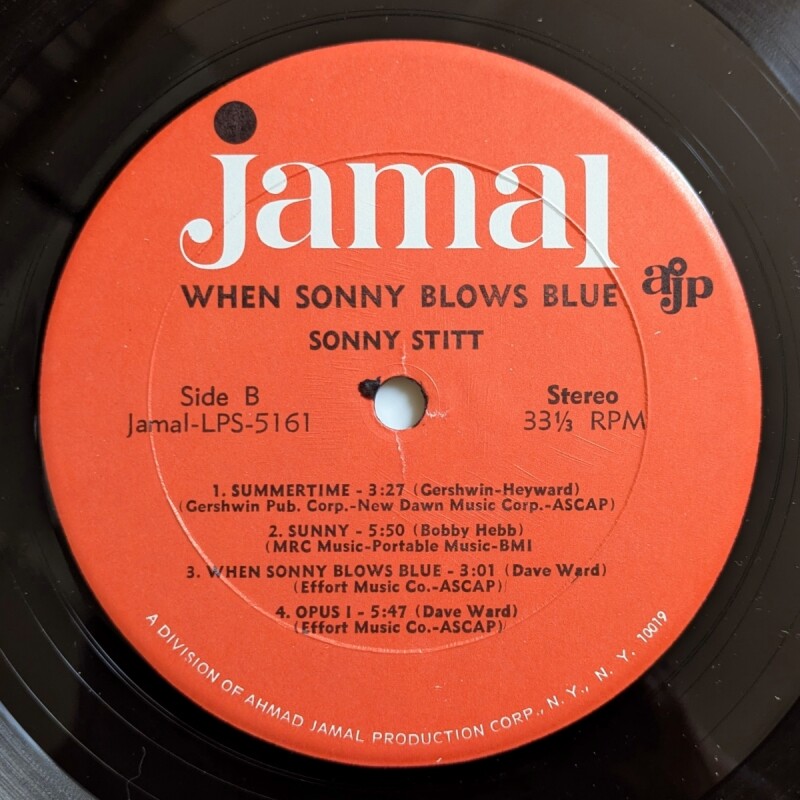 jamal
ajp
WHEN SONNY BLOWS BLUE
SONNY STITT
Side B
Jamal-LPS-5161
Stereo
33⅓ RPM
1. SUMMERTIME - 3:27 (Gershwin-Heyward)
(Gershwin Pub. Corp.-New Dawn Music Corp.-ASCAP)
2. SUNNY - 5:50 (Bobby Hebb)
(MRC Music-Portable Music-BMI
3. WHEN SONNY BLOWS BLUE - 3:01 (Dave Ward)
(Effort Music Co.-ASCAP)
4. OPUS I - 5:47 (Dave Ward)
(Effort Music Co.-ASCAP)
A DIVISION OF AHMAD JAMAL PRODUCTION CORP., N. Y., N. Y. 10019